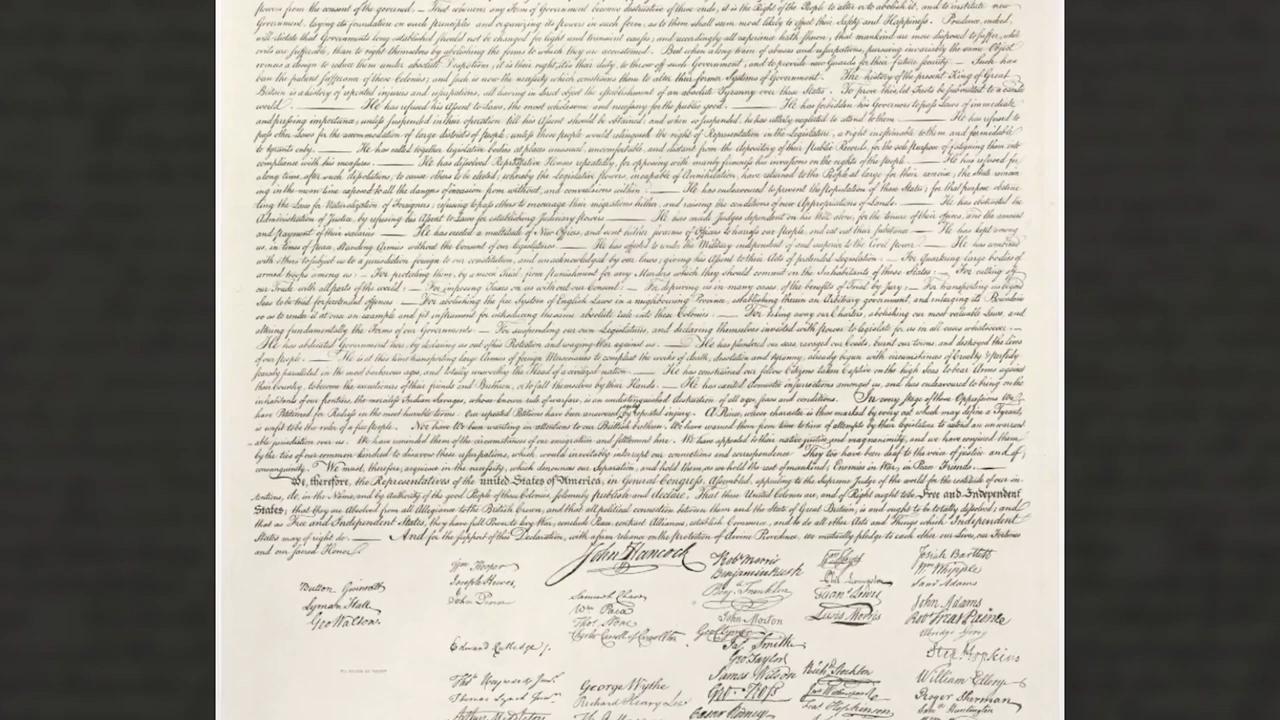 powers from the consent of the governed, — That whenever any Form of Government becomes destructive of these ends, it is the Right of the People to alter or to abolish it, and to institute new
Government, laying its foundation on such principles and organizing its powers in such form, as to them shall seem most likely to effect their Safety and Happiness. Prudence, indeed,
will dictate that Governments long established should not be changed for light and transient causes; and accordingly all experience hath shewn, that mankind are more disposed to suffer, while
evils are sufferable, than to right themselves by abolishing the forms to which they are accustomed. But when a long train of abuses and usurpations, pursuing invariably the same Object
evinces a design to reduce them under absolute Despotism, it is their right, it is their duty, to throw off such Government, and to provide new Guards for their future security. — Such has
been the patient sufferance of these Colonies; and such is now the necessity which constrains them to alter their former Systems of Government. The history of the present King of Great
Britain is a history of repeated injuries and usurpations, all having in direct object the establishment of an absolute Tyranny over these States. To prove this, let Facts be submitted to a candid
world. — He has refused his Assent to Laws, the most wholesome and necessary for the public good. — He has forbidden his Governors to pass Laws of immediate
and pressing importance, unless suspended in their operation till his Assent should be obtained; and when so suspended, he has utterly neglected to attend to them. — He has refused to
pass other Laws for the accommodation of large districts of people, unless those people would relinquish the right of Representation in the Legislature, a right inestimable to them and formidable
to tyrants only. — He has called together legislative bodies at places unusual, uncomfortable, and distant from the depository of their Public Records, for the sole purpose of fatiguing them into
compliance with his measures. — He has dissolved Representative Houses repeatedly, for opposing with manly firmness his invasions on the rights of the people. — He has refused for
a long time, after such dissolutions, to cause others to be elected; whereby the Legislative powers, incapable of Annihilation, have returned to the People at large for their exercise; the State remain
ing in the mean time exposed to all the dangers of invasion from without, and convulsions within. — He has endeavoured to prevent the Population of these States; for that purpose obstruc
ting the Laws for Naturalization of Foreigners; refusing to pass others to encourage their migrations hither, and raising the conditions of new Appropriations of Lands. — He has obstructed the
Administration of Justice, by refusing his Assent to Laws for establishing Judiciary powers. — He has made Judges dependent on his Will alone, for the tenure of their offices, and the amount
and payment of their salaries. — He has erected a multitude of New Offices, and sent hither swarms of Officers to harrass our people, and eat out their substance. — He has kept among
us, in times of peace, Standing Armies without the Consent of our legislatures. — He has affected to render the Military independent of and superior to the Civil power. — He has combined
with others to subject us to a jurisdiction foreign to our constitution, and unacknowledged by our laws; giving his Assent to their Acts of pretended Legislation: — For Quartering large bodies of
armed troops among us: — For protecting them, by a mock Trial, from punishment for any Murders which they should commit on the Inhabitants of these States: — For cutting off
our Trade with all parts of the world: — For imposing Taxes on us without our Consent: — For depriving us in many cases, of the benefits of Trial by Jury: — For transporting us beyond
Seas to be tried for pretended offences — For abolishing the free System of English Laws in a neighbouring Province, establishing therein an Arbitrary government, and enlarging its Boundaries
so as to render it at once an example and fit instrument for introducing the same absolute rule into these Colonies: — For taking away our Charters, abolishing our most valuable Laws, and
altering fundamentally the Forms of our Governments: — For suspending our own Legislatures, and declaring themselves invested with power to legislate for us in all cases whatsoever. —
He has abdicated Government here, by declaring us out of his Protection and waging War against us. — He has plundered our seas, ravaged our Coasts, burnt our towns, and destroyed the lives
of our people. — He is at this time transporting large Armies of foreign Mercenaries to compleat the works of death, desolation and tyranny, already begun with circumstances of Cruelty & perfidy
scarcely paralleled in the most barbarous ages, and totally unworthy the Head of a civilized nation. — He has constrained our fellow Citizens taken Captive on the high Seas to bear Arms against
their Country, to become the executioners of their friends and Brethren, or to fall themselves by their Hands. — He has excited domestic insurrections amongst us, and has endeavoured to bring on the
inhabitants of our frontiers, the merciless Indian Savages, whose known rule of warfare, is an undistinguished destruction of all ages, sexes and conditions. In every stage of these Oppressions We
have Petitioned for Redress in the most humble terms: Our repeated Petitions have been answered only by repeated injury. A Prince, whose character is thus marked by every act which may define a Tyrant,
is unfit to be the ruler of a free people. Nor have We been wanting in attentions to our Brittish brethren. We have warned them from time to time of attempts by their legislature to extend an unwarrant
able jurisdiction over us. We have reminded them of the circumstances of our emigration and settlement here. We have appealed to their native justice and magnanimity, and we have conjured them
by the ties of our common kindred to disavow these usurpations, which, would inevitably interrupt our connections and correspondence. They too have been deaf to the voice of justice and of
consanguinity. We must, therefore, acquiesce in the necessity, which denounces our Separation, and hold them, as we hold the rest of mankind, Enemies in War, in Peace Friends. —
We, therefore, the Representatives of the united States of America, in General Congress, Assembled, appealing to the Supreme Judge of the world for the rectitude of our in
tentions, do, in the Name, and by Authority of the good People of these Colonies, solemnly publish and declare, That these United Colonies are, and of Right ought to be Free and Independent
States; that they are Absolved from all Allegiance to the British Crown, and that all political connection between them and the State of Great Britain, is and ought to be totally dissolved; and
that as Free and Independent States, they have full Power to levy War, conclude Peace, contract Alliances, establish Commerce, and to do all other Acts and Things which Independent
States may of right do. — And for the support of this Declaration, with a firm reliance on the protection of divine Providence, we mutually pledge to each other our Lives, our Fortunes
and our sacred Honor.
Button Gwinnett
Lyman Hall
Geo Walton.
Wm Hooper
Joseph Hewes,
John Penn
Edward Rutledge
Thos Heyward Junr.
Thomas Lynch Junr.
Arthur Middleton
John Hancock
Samuel Chase
Wm Paca
Thos Stone
Charles Carroll of Carrollton
George Wythe
Richard Henry Lee
Th Jefferson
Robt Morris
Benjamin Rush
Benj. Franklin
John Morton
Geo Clymer
Jas. Smith
Geo. Taylor
James Wilson
Geo. Ross
Caesar Rodney
Wm Floyd
Phil. Livingston
Frans. Lewis
Lewis Morris
Richd. Stockton
Jno Witherspoon
Fras. Hopkinson
Josiah Bartlett
Wm Whipple
Saml Adams
John Adams
Robt Treat Paine
Elbridge Gerry
Step. Hopkins
William Ellery
Roger Sherman
Saml Huntington